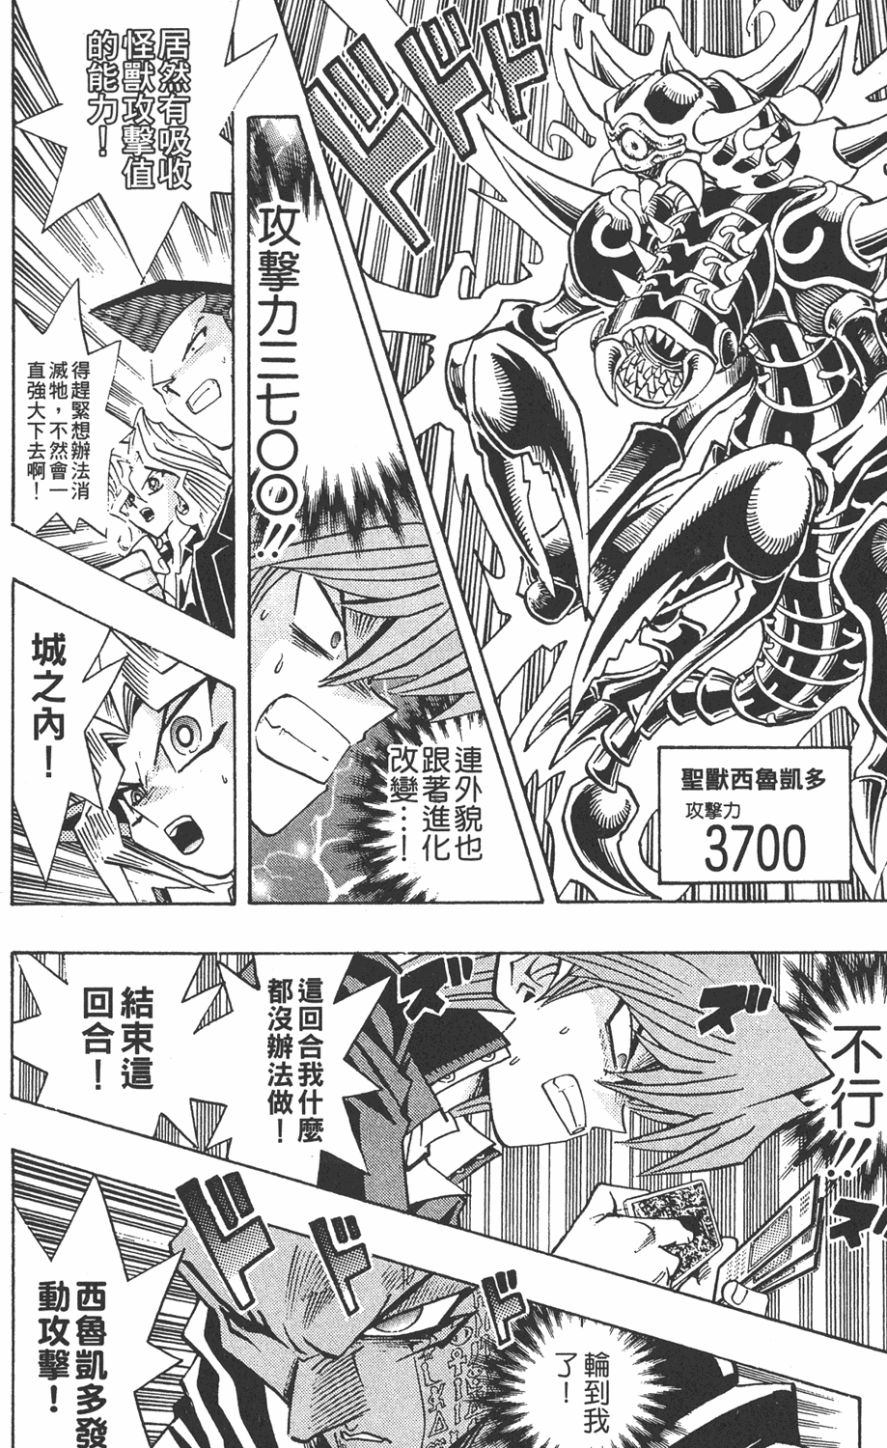 ドドド
聖獸西魯凱多
攻擊力
3700
攻擊力三七〇〇!!
連外貌也
跟著進化
改變…!
居然有吸收
怪獸攻擊值
的能力!
得趕緊想辦法消
滅牠,不然會一
直強大下去啊!
城之內!
不行!!
ズ
ズ
ズ
這回合我什麼
都沒辦法做!
結束這
回合!
輪到我
了!
ド
ド
ド
西魯凱多發
動攻擊!